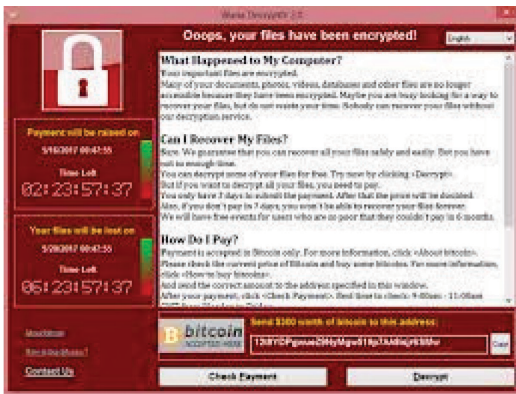 Wana Decrypt0r 2.0
Ooops, your files have been encrypted!
English
What Happened to My Computer?
Your important files are encrypted.
Many of your documents, photos, videos, databases and other files are no longer
accessible because they have been encrypted. Maybe you are busy looking for a way to
recover your files, but do not waste your time. Nobody can recover your files without
our decryption service.
Can I Recover My Files?
Sure. We guarantee that you can recover all your files safely and easily. But you have
not so enough time.
You can decrypt some of your files for free. Try now by clicking <Decrypt>.
But if you want to decrypt all your files, you need to pay.
You only have 3 days to submit the payment. After that the price will be doubled.
Also, if you don't pay in 7 days, you won't be able to recover your files forever.
We will have free events for users who are so poor that they couldn't pay in 6 months.
How Do I Pay?
Payment is accepted in Bitcoin only. For more information, click <About bitcoin>.
Please check the current price of Bitcoin and buy some bitcoins. For more information,
click <How to buy bitcoins>.
And send the correct amount to the address specified in this window.
After your payment, click <Check Payment>. Best time to check: 9:00am - 11:00am
Payment will be raised on
5/16/2017 00:47:55
Time Left
02:23:57:37
Your files will be lost on
5/20/2017 00:47:55
Time Left
06:23:57:37
About bitcoin
How to buy bitcoins?
Contact Us
bitcoin
ACCEPTED HERE
Send $300 worth of bitcoin to this address:
Copy
Check Payment
Decrypt